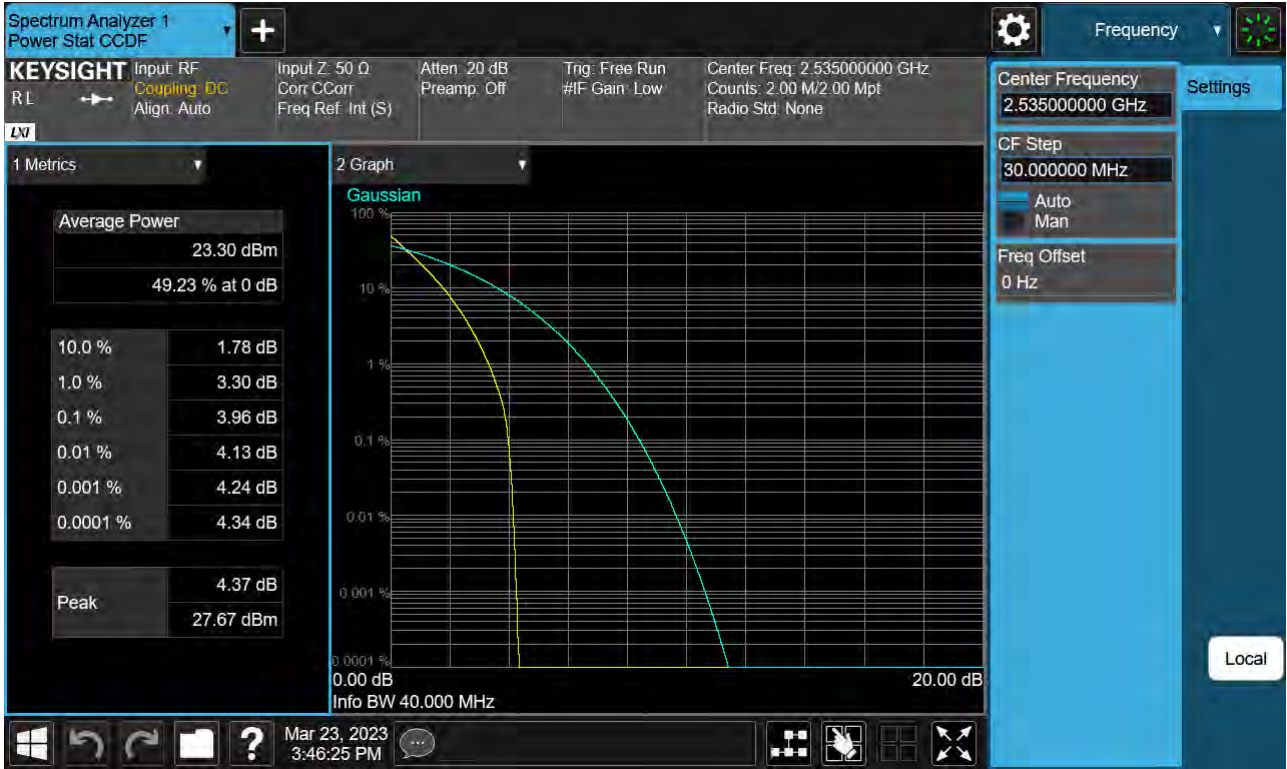 Spectrum Analyzer 1
Power Stat CCDF
Frequency
KEYSIGHT
RL
LXI
Input: RF
Coupling: DC
Align: Auto
Input Z: 50 Ω
Corr CCorr
Freq Ref: Int (S)
Atten: 20 dB
Preamp: Off
Trig: Free Run
#IF Gain: Low
Center Freq: 2.535000000 GHz
Counts: 2.00 M/2.00 Mpt
Radio Std: None
1 Metrics
Average Power
23.30 dBm
49.23 % at 0 dB
10.0 % 1.78 dB
1.0 % 3.30 dB
0.1 % 3.96 dB
0.01 % 4.13 dB
0.001 % 4.24 dB
0.0001 % 4.34 dB
Peak
4.37 dB
27.67 dBm
2 Graph
Gaussian
100 %
10 %
1 %
0.1 %
0.01 %
0.001 %
0.0001 %
0.00 dB 20.00 dB
Info BW 40.000 MHz
Center Frequency
2.535000000 GHz
CF Step
30.000000 MHz
Auto
Man
Freq Offset
0 Hz
Settings
Local
?
Mar 23, 2023
3:46:25 PM